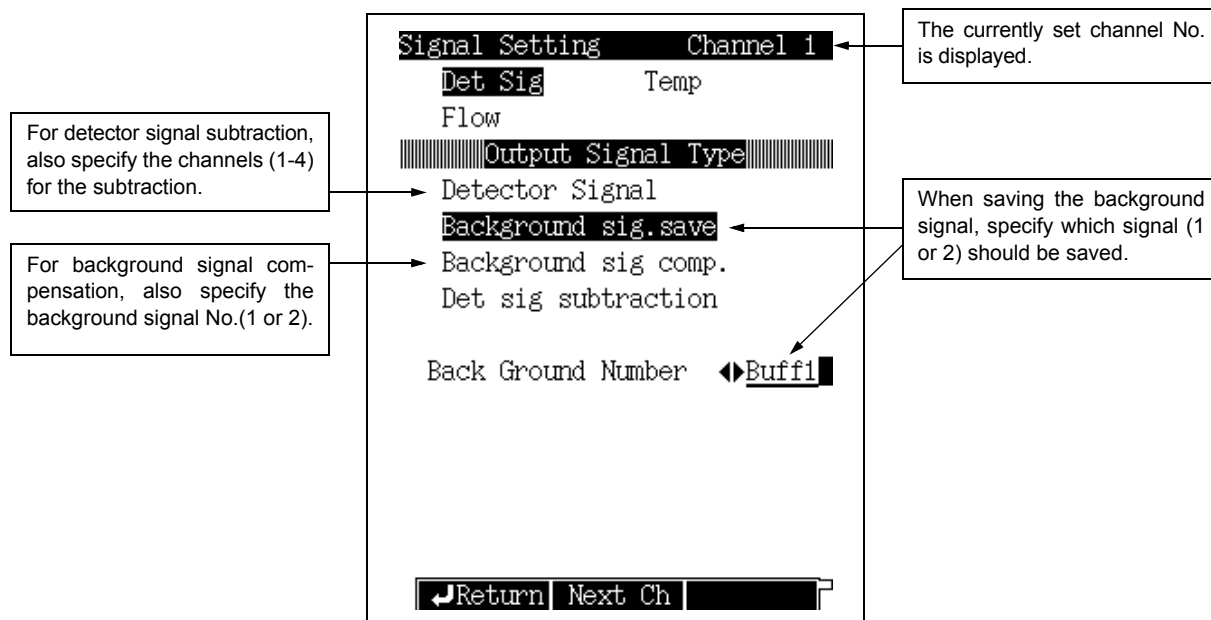 Signal Setting Channel 1
Det Sig Temp
Flow
Output Signal Type
Detector Signal
Background sig.save
Background sig comp.
Det sig subtraction
Back Ground Number Buff1
Return Next Ch
For detector signal subtraction,
also specify the channels (1-4)
for the subtraction.
For background signal com-
pensation, also specify the
background signal No.(1 or 2).
The currently set channel No.
is displayed.
When saving the background
signal, specify which signal (1
or 2) should be saved.